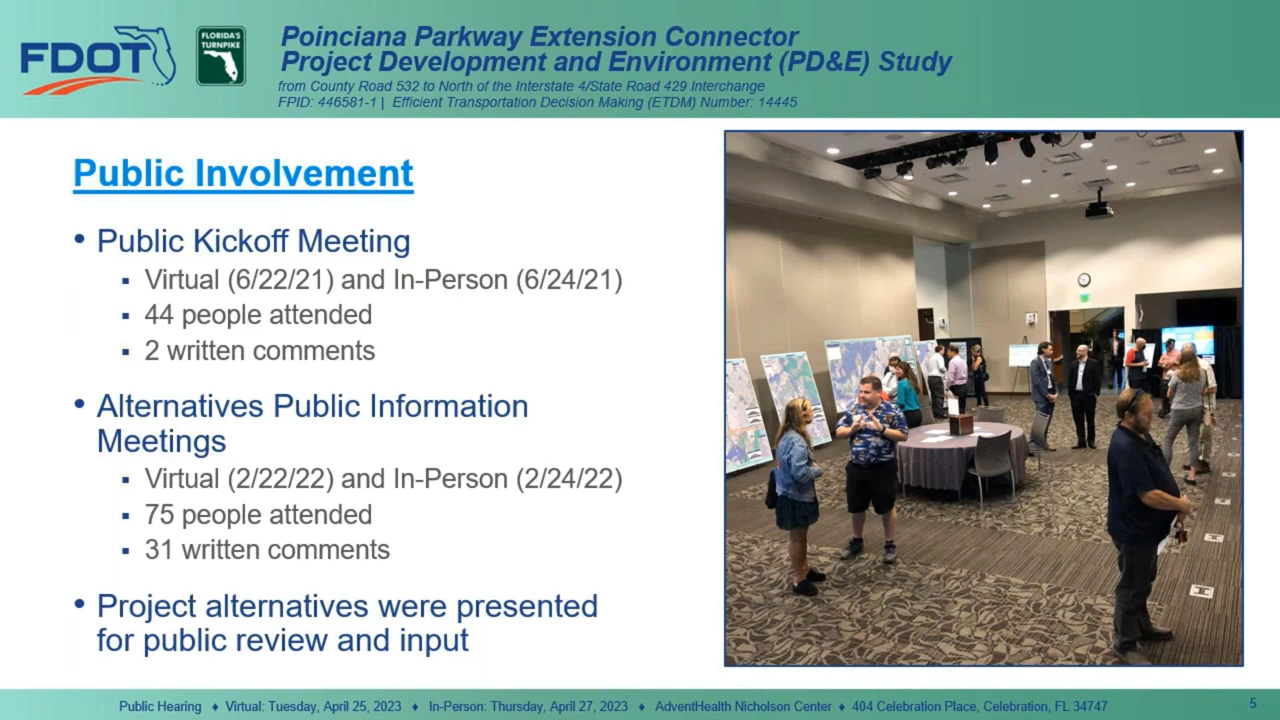 FDOT
FLORIDA'S
TURNPIKE
Poinciana Parkway Extension Connector
Project Development and Environment (PD&E) Study
from County Road 532 to North of the Interstate 4/State Road 429 Interchange
FPID: 446581-1 | Efficient Transportation Decision Making (ETDM) Number: 14445
Public Involvement
• Public Kickoff Meeting
▪ Virtual (6/22/21) and In-Person (6/24/21)
▪ 44 people attended
▪ 2 written comments
• Alternatives Public Information
Meetings
▪ Virtual (2/22/22) and In-Person (2/24/22)
▪ 75 people attended
▪ 31 written comments
• Project alternatives were presented
for public review and input
Public Hearing ♦ Virtual: Tuesday, April 25, 2023 ♦ In-Person: Thursday, April 27, 2023 ♦ AdventHealth Nicholson Center ♦ 404 Celebration Place, Celebration, FL 34747
5